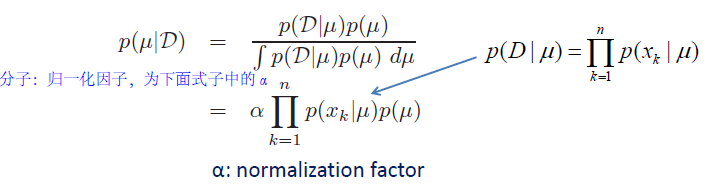 p(μ|𝒟) = p(𝒟|μ)p(μ) / ∫ p(𝒟|μ)p(μ) dμ
p(D | μ) = ∏_{k=1}^{n} p(x_k | μ)
分子：归一化因子，为下面式子中的 α
= α ∏_{k=1}^{n} p(x_k|μ)p(μ)
α: normalization factor